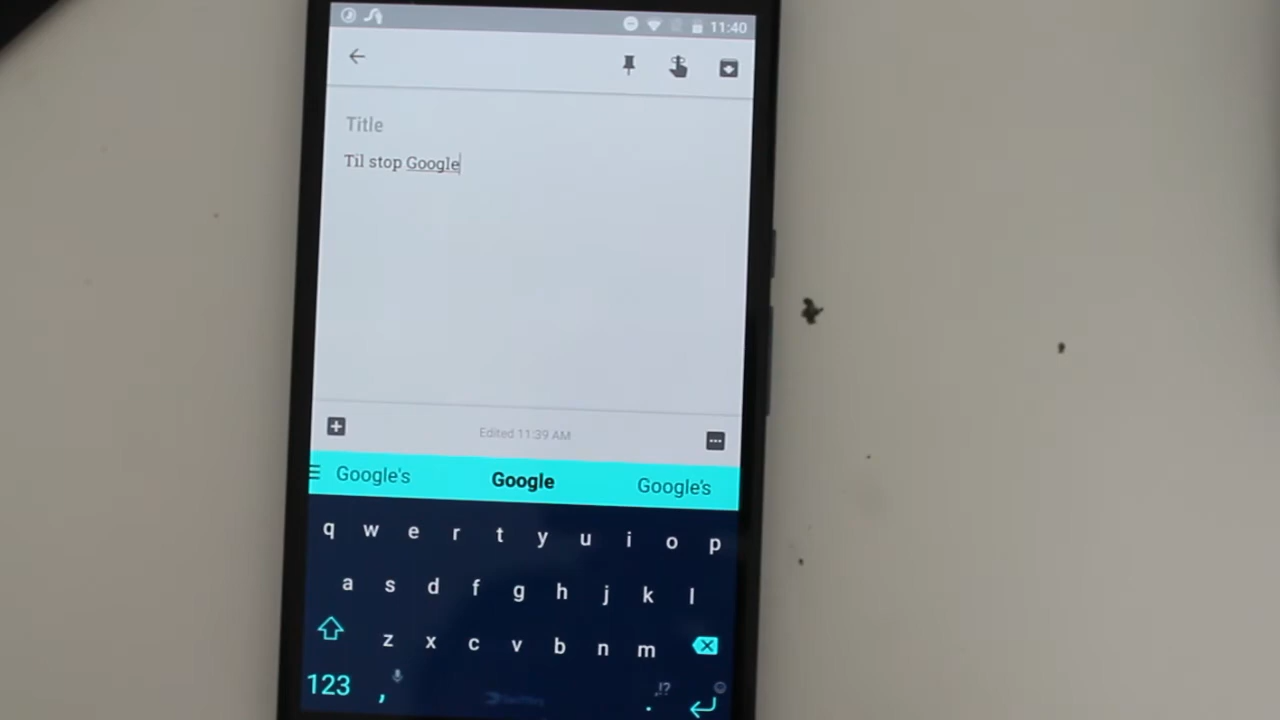 11:40
Title
Til stop Google
Edited 11:39 AM
Google's Google Google's
q w e r t y u i o p
a s d f g h j k l
z x c v b n m
123 , . ,!?